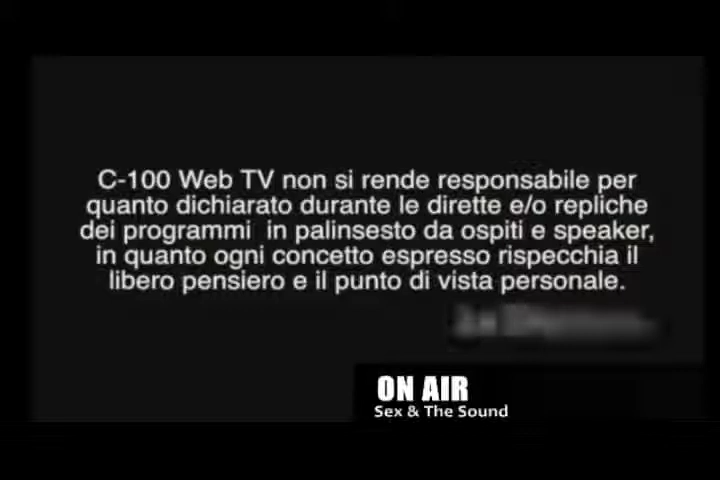 C-100 Web TV non si rende responsabile per
quanto dichiarato durante le dirette e/o repliche
dei programmi in palinsesto da ospiti e speaker,
in quanto ogni concetto espresso rispecchia il
libero pensiero e il punto di vista personale.
ON AIR
Sex & The Sound